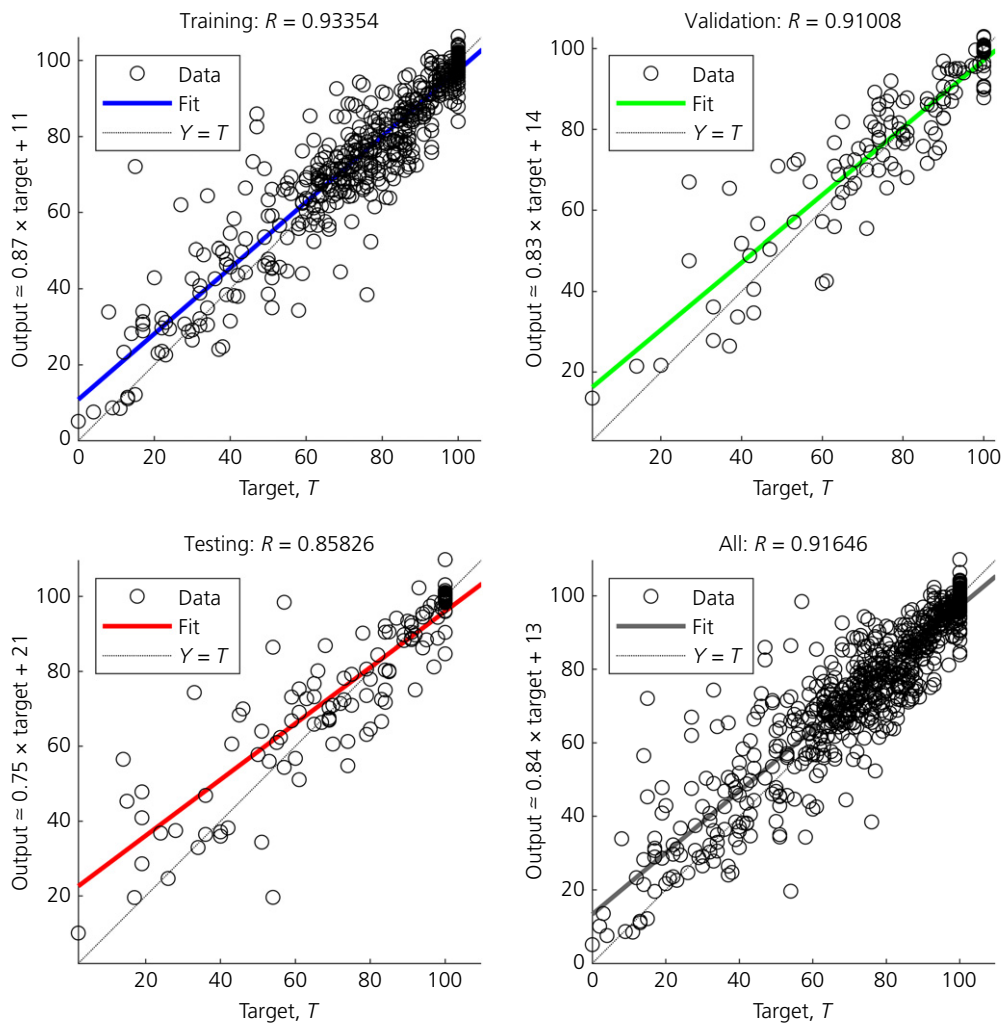 Training: R = 0.93354
Output ≃ 0.87 × target + 11
100
80
60
40
20
0
Data
Fit
Y = T
0 20 40 60 80 100
Target, T
Validation: R = 0.91008
Output ≃ 0.83 × target + 14
100
80
60
40
20
Data
Fit
Y = T
20 40 60 80 100
Target, T
Testing: R = 0.85826
Output ≃ 0.75 × target + 21
100
80
60
40
20
Data
Fit
Y = T
20 40 60 80 100
Target, T
All: R = 0.91646
Output ≃ 0.84 × target + 13
100
80
60
40
20
0
Data
Fit
Y = T
0 20 40 60 80 100
Target, T